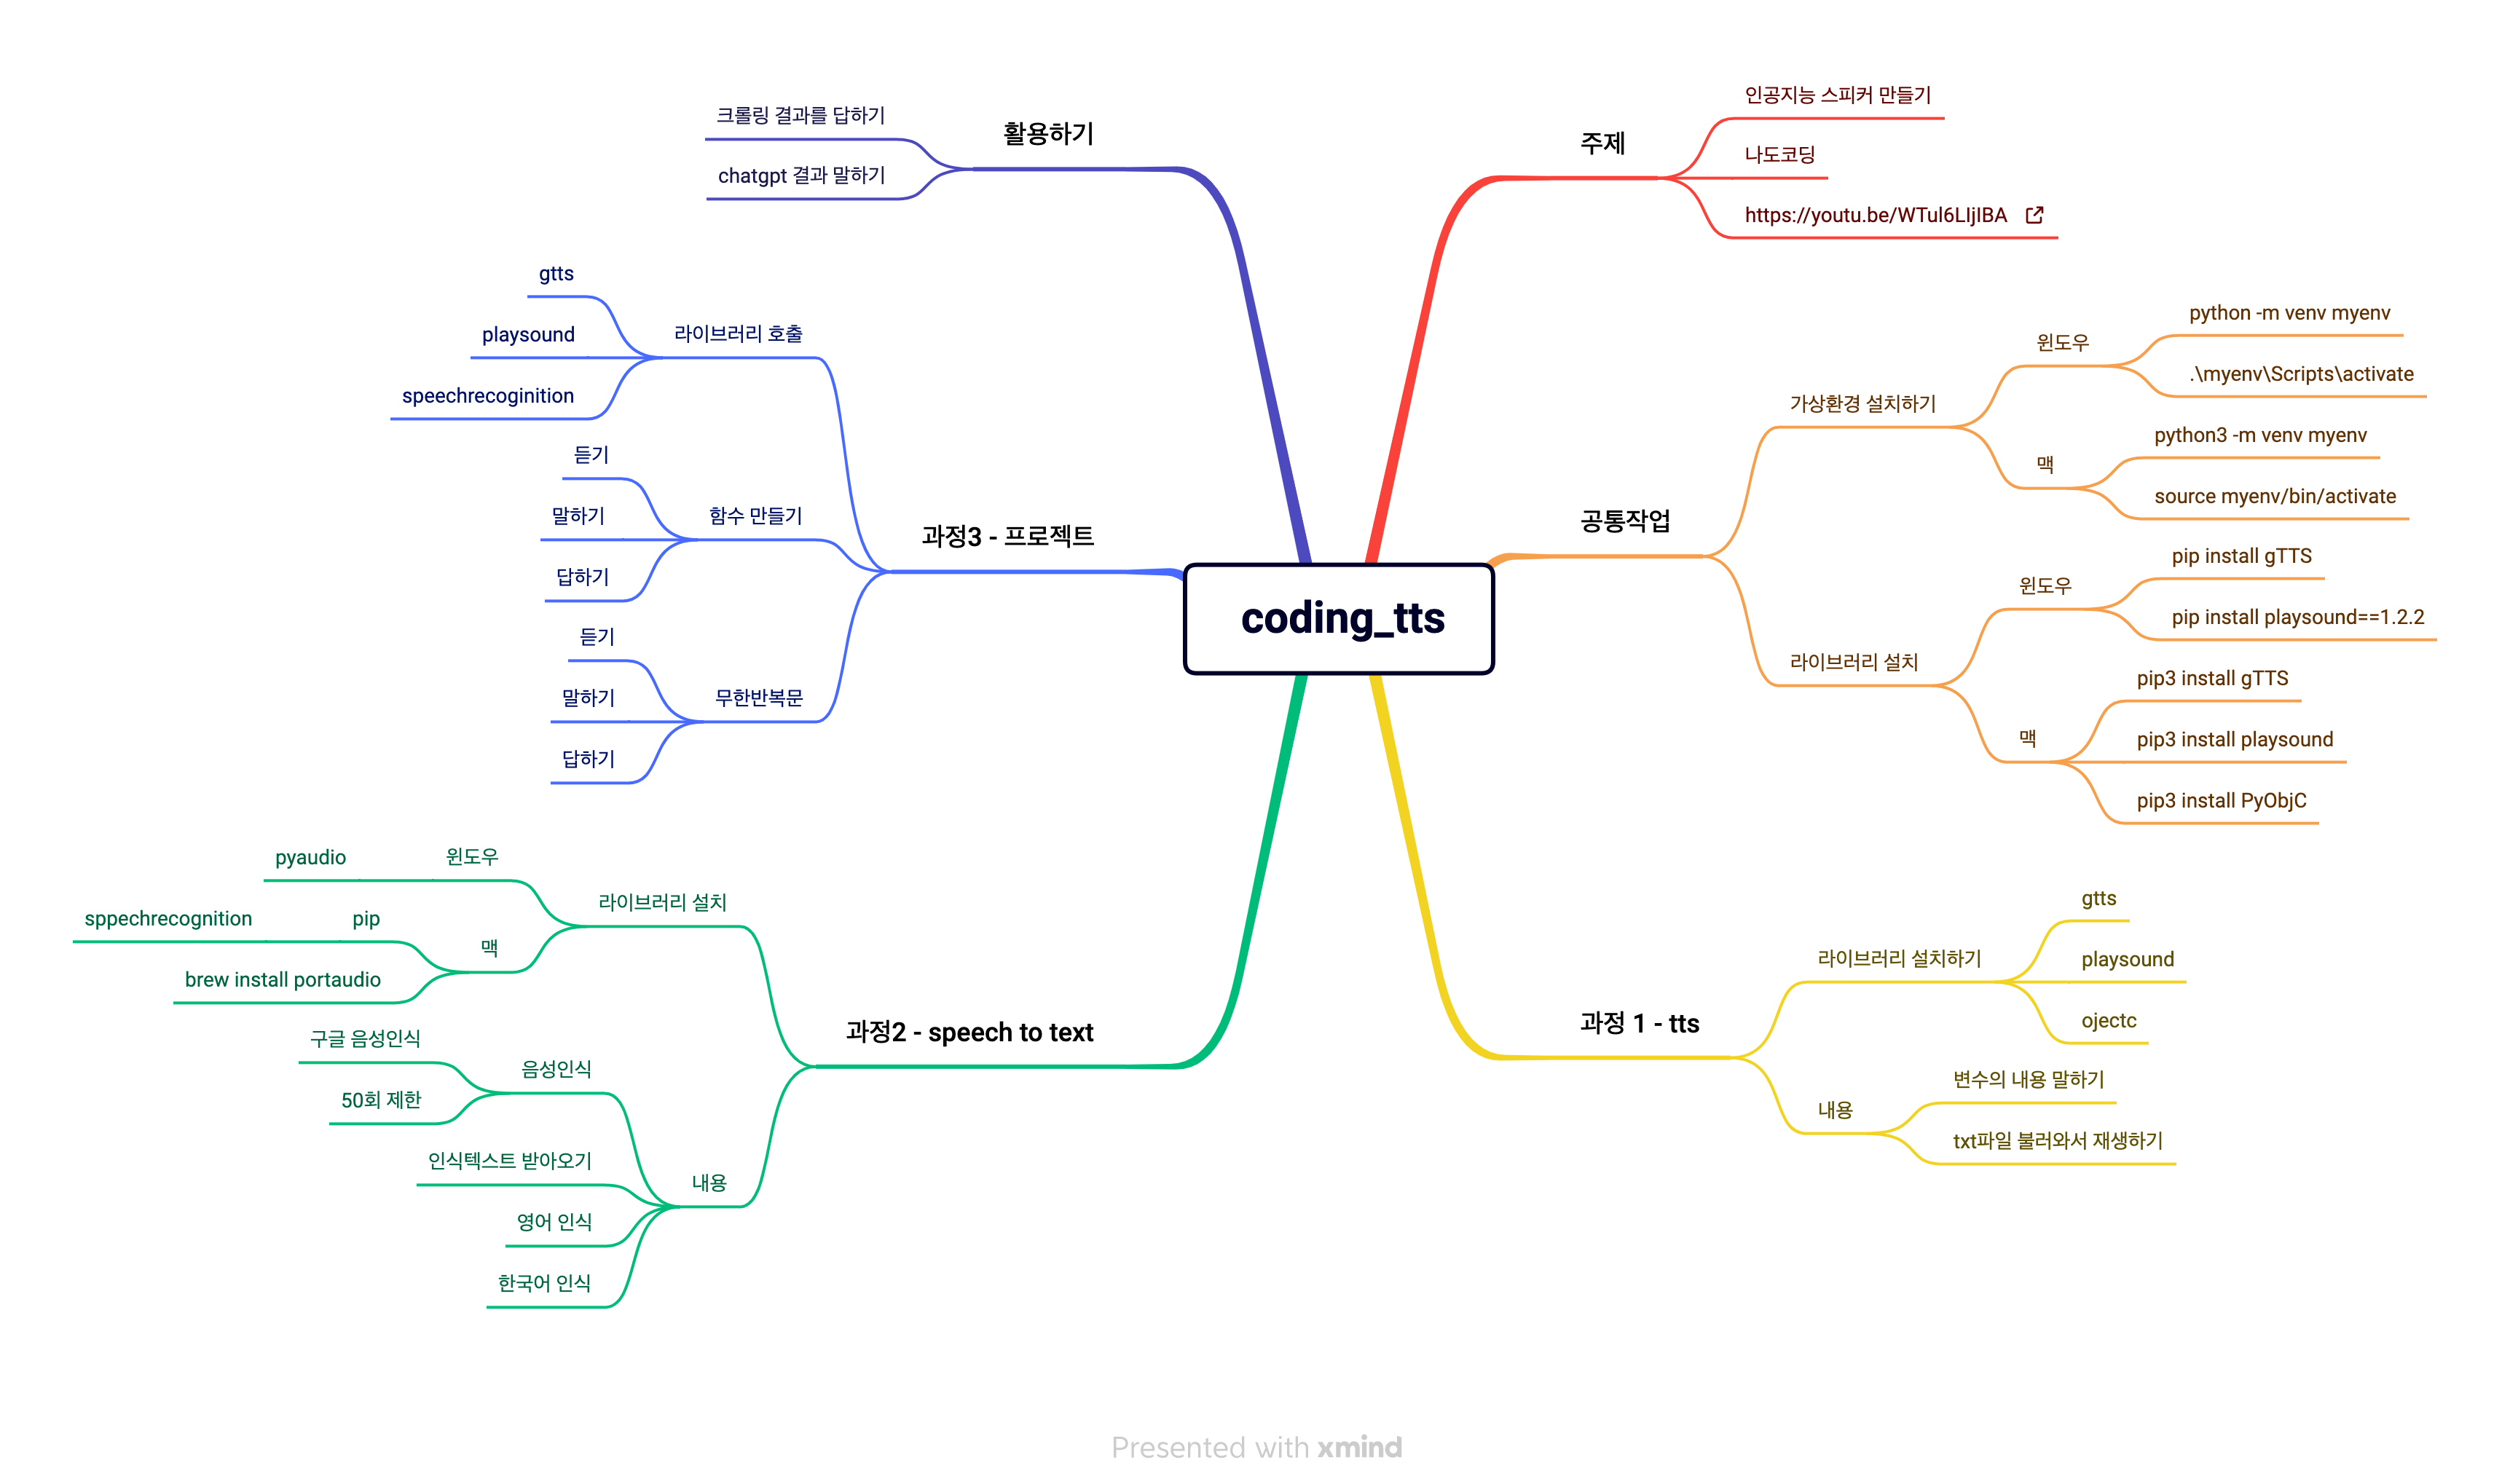 coding_tts
주제
인공지능 스피커 만들기
나도코딩
https://youtu.be/WTul6LIjIBA
공통작업
가상환경 설치하기
윈도우
python -m venv myenv
.\myenv\Scripts\activate
맥
python3 -m venv myenv
source myenv/bin/activate
라이브러리 설치
윈도우
pip install gTTS
pip install playsound==1.2.2
맥
pip3 install gTTS
pip3 install playsound
pip3 install PyObjC
과정 1 - tts
라이브러리 설치하기
gtts
playsound
ojectc
내용
변수의 내용 말하기
txt파일 불러와서 재생하기
과정2 - speech to text
라이브러리 설치
윈도우
pyaudio
맥
pip
sppechrecognition
brew install portaudio
내용
음성인식
구글 음성인식
50회 제한
인식텍스트 받아오기
영어 인식
한국어 인식
과정3 - 프로젝트
라이브러리 호출
gtts
playsound
speechrecoginition
함수 만들기
듣기
말하기
답하기
무한반복문
듣기
말하기
답하기
활용하기
크롤링 결과를 답하기
chatgpt 결과 말하기
Presented with xmind